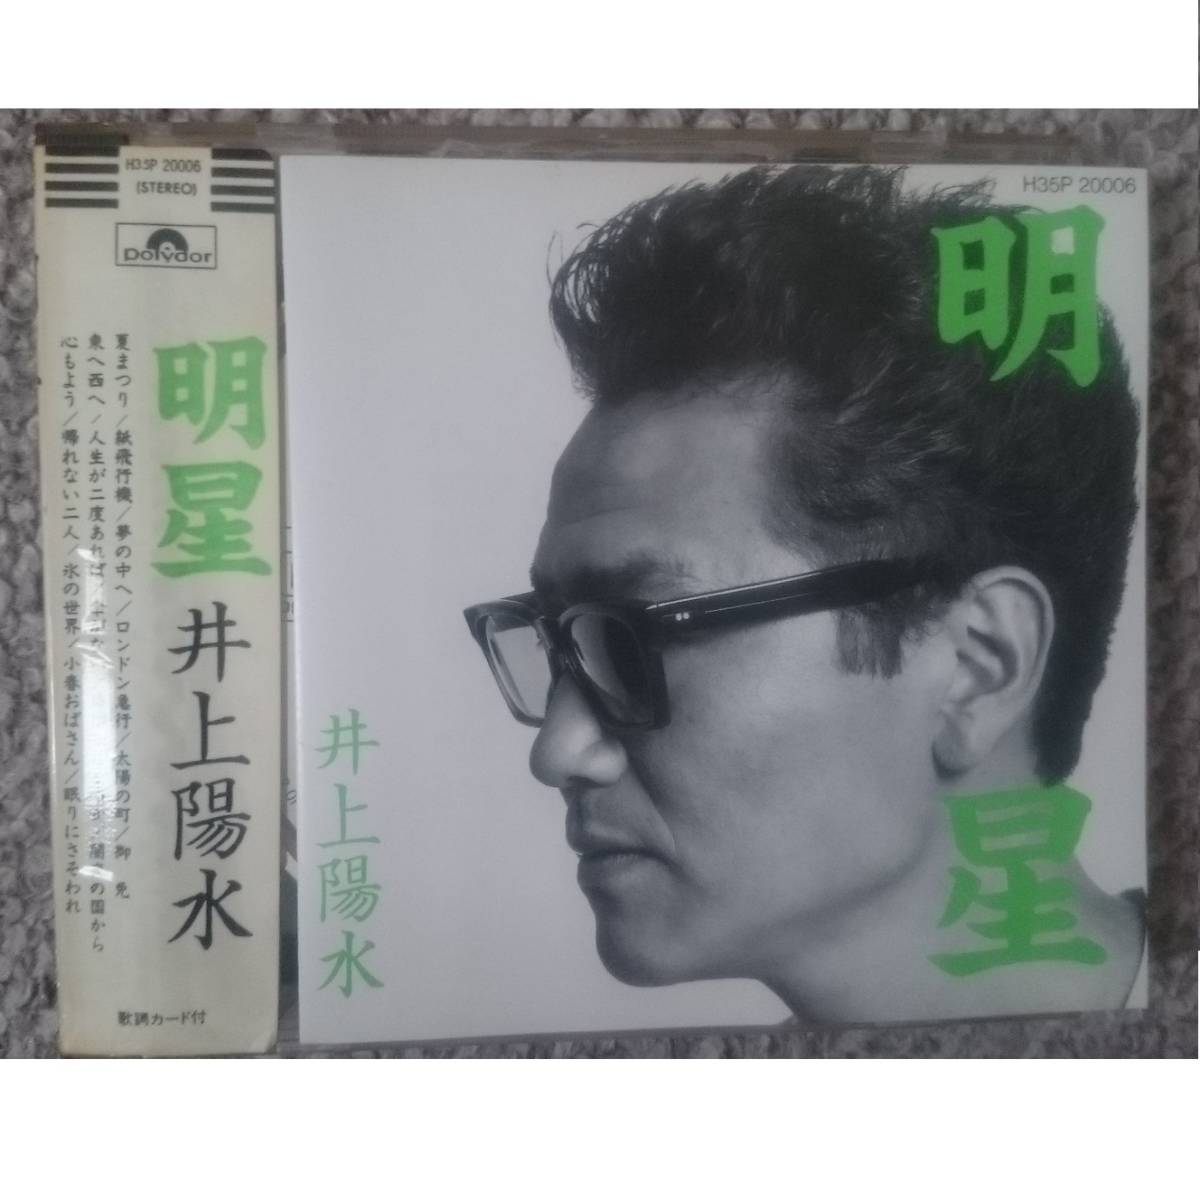 H35P 20006
(STEREO)
polydor
明星
井上陽水
夏まつり/紙飛行機/夢の中へ/ロンドン急行/太陽の町/御免
東へ西へ/人生が二度あれば/ の国から
心もよう/帰れない二人/氷の世界/小春おばさん/眠りにさそわれ
歌詞カード付
H35P 20006
明
星
井上陽水